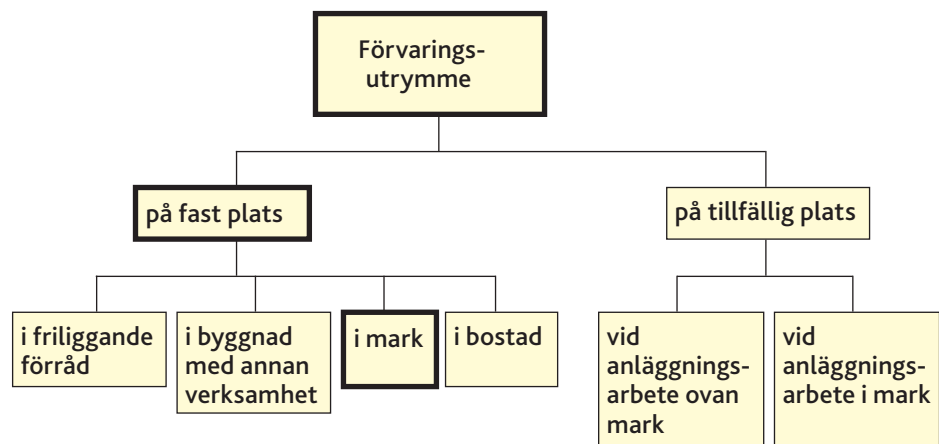 Förvarings-
utrymme
på fast plats
på tillfällig plats
i friliggande
förråd
i byggnad
med annan
verksamhet
i mark
i bostad
vid
anläggnings-
arbete ovan
mark
vid
anläggnings-
arbete i mark